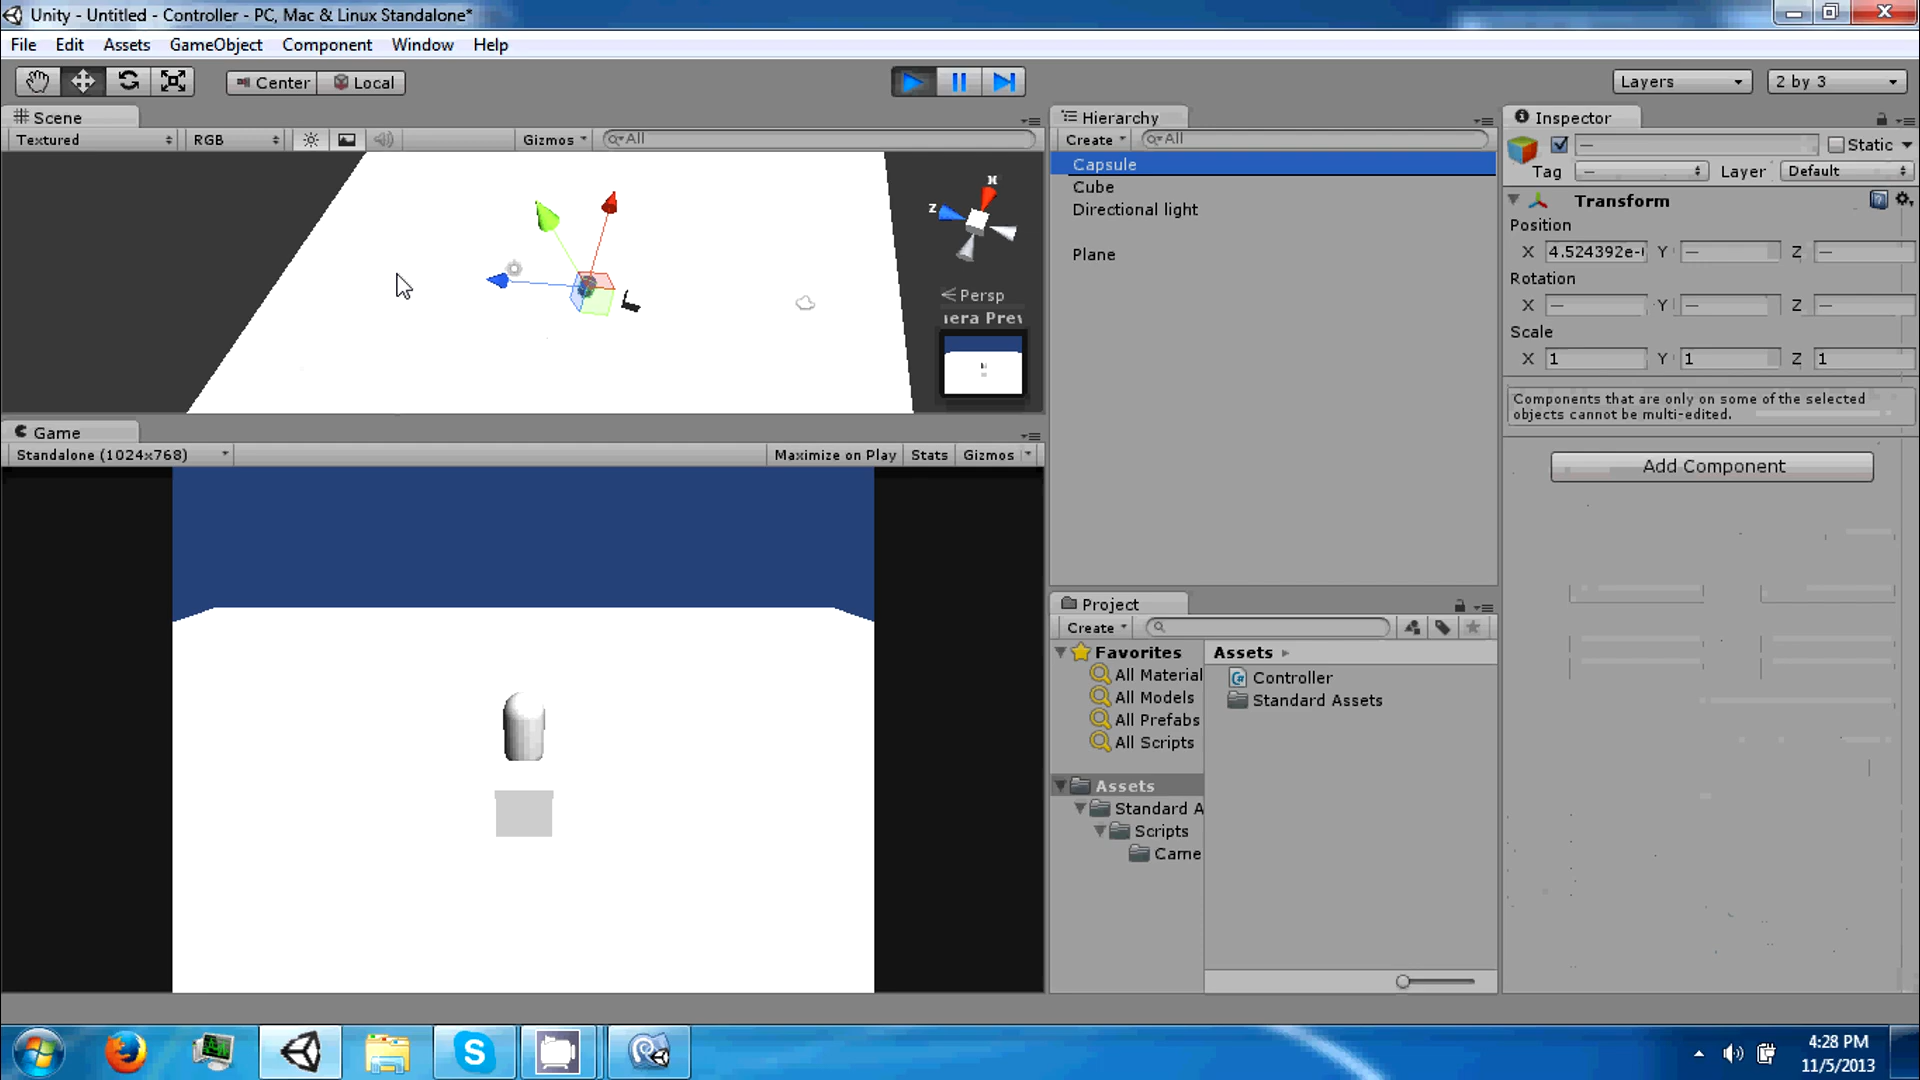 Unity - Untitled - Controller - PC, Mac & Linux Standalone*
File Edit Assets GameObject Component Window Help
Center Local
Layers 2 by 3
Scene
Textured RGB Gizmos All
X
Z
Persp
Game
Standalone (1024x768) Maximize on Play Stats Gizmos
Hierarchy
Create All
Capsule
Cube
Directional light
Plane
Project
Create
Favorites
All Material
All Models
All Prefabs
All Scripts
Assets
Standard A
Scripts
Came
Assets
Controller
Standard Assets
Inspector
— Static
Tag — Layer Default
Transform
Position
X 4.524392e- Y — Z —
Rotation
X — Y — Z —
Scale
X 1 Y 1 Z 1
Components that are only on some of the selected
objects cannot be multi-edited.
Add Component
4:28 PM
11/5/2013